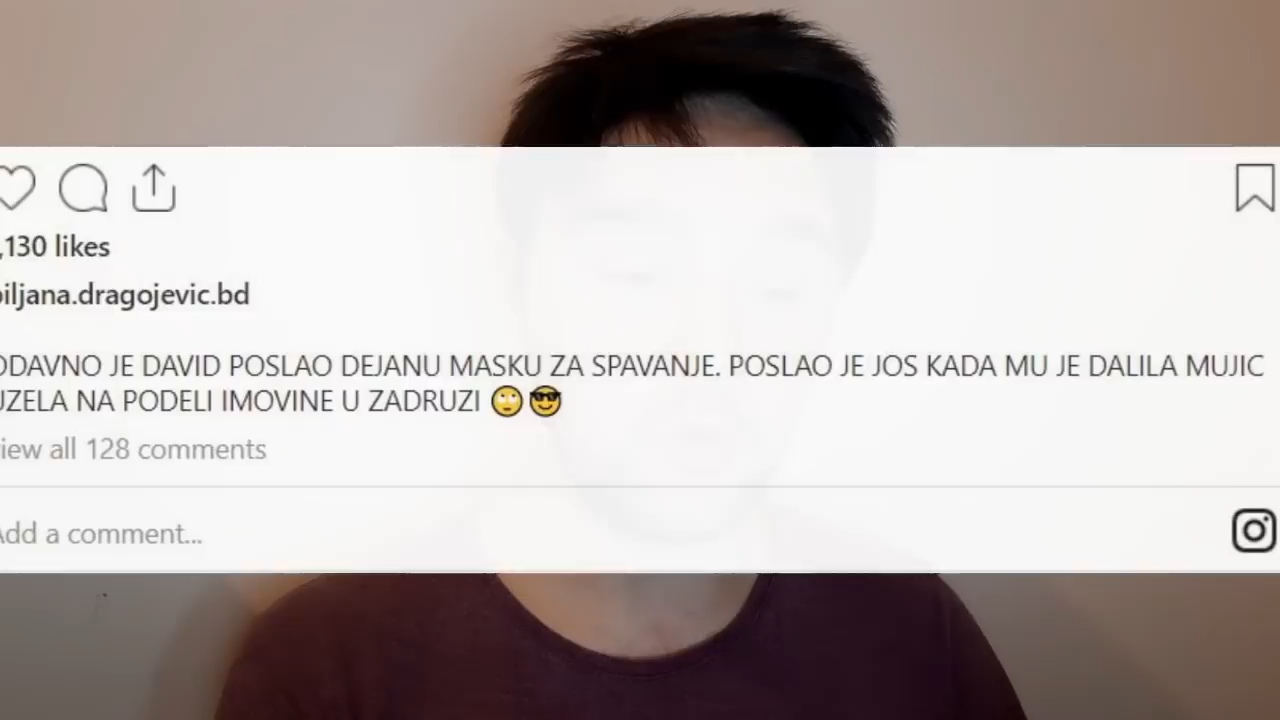 ,130 likes
biljana.dragojevic.bd
ODAVNO JE DAVID POSLAO DEJANU MASKU ZA SPAVANJE. POSLAO JE JOS KADA MU JE DALILA MUJIC
UZELA NA PODELI IMOVINE U ZADRUZI 🙄😎
view all 128 comments
Add a comment...